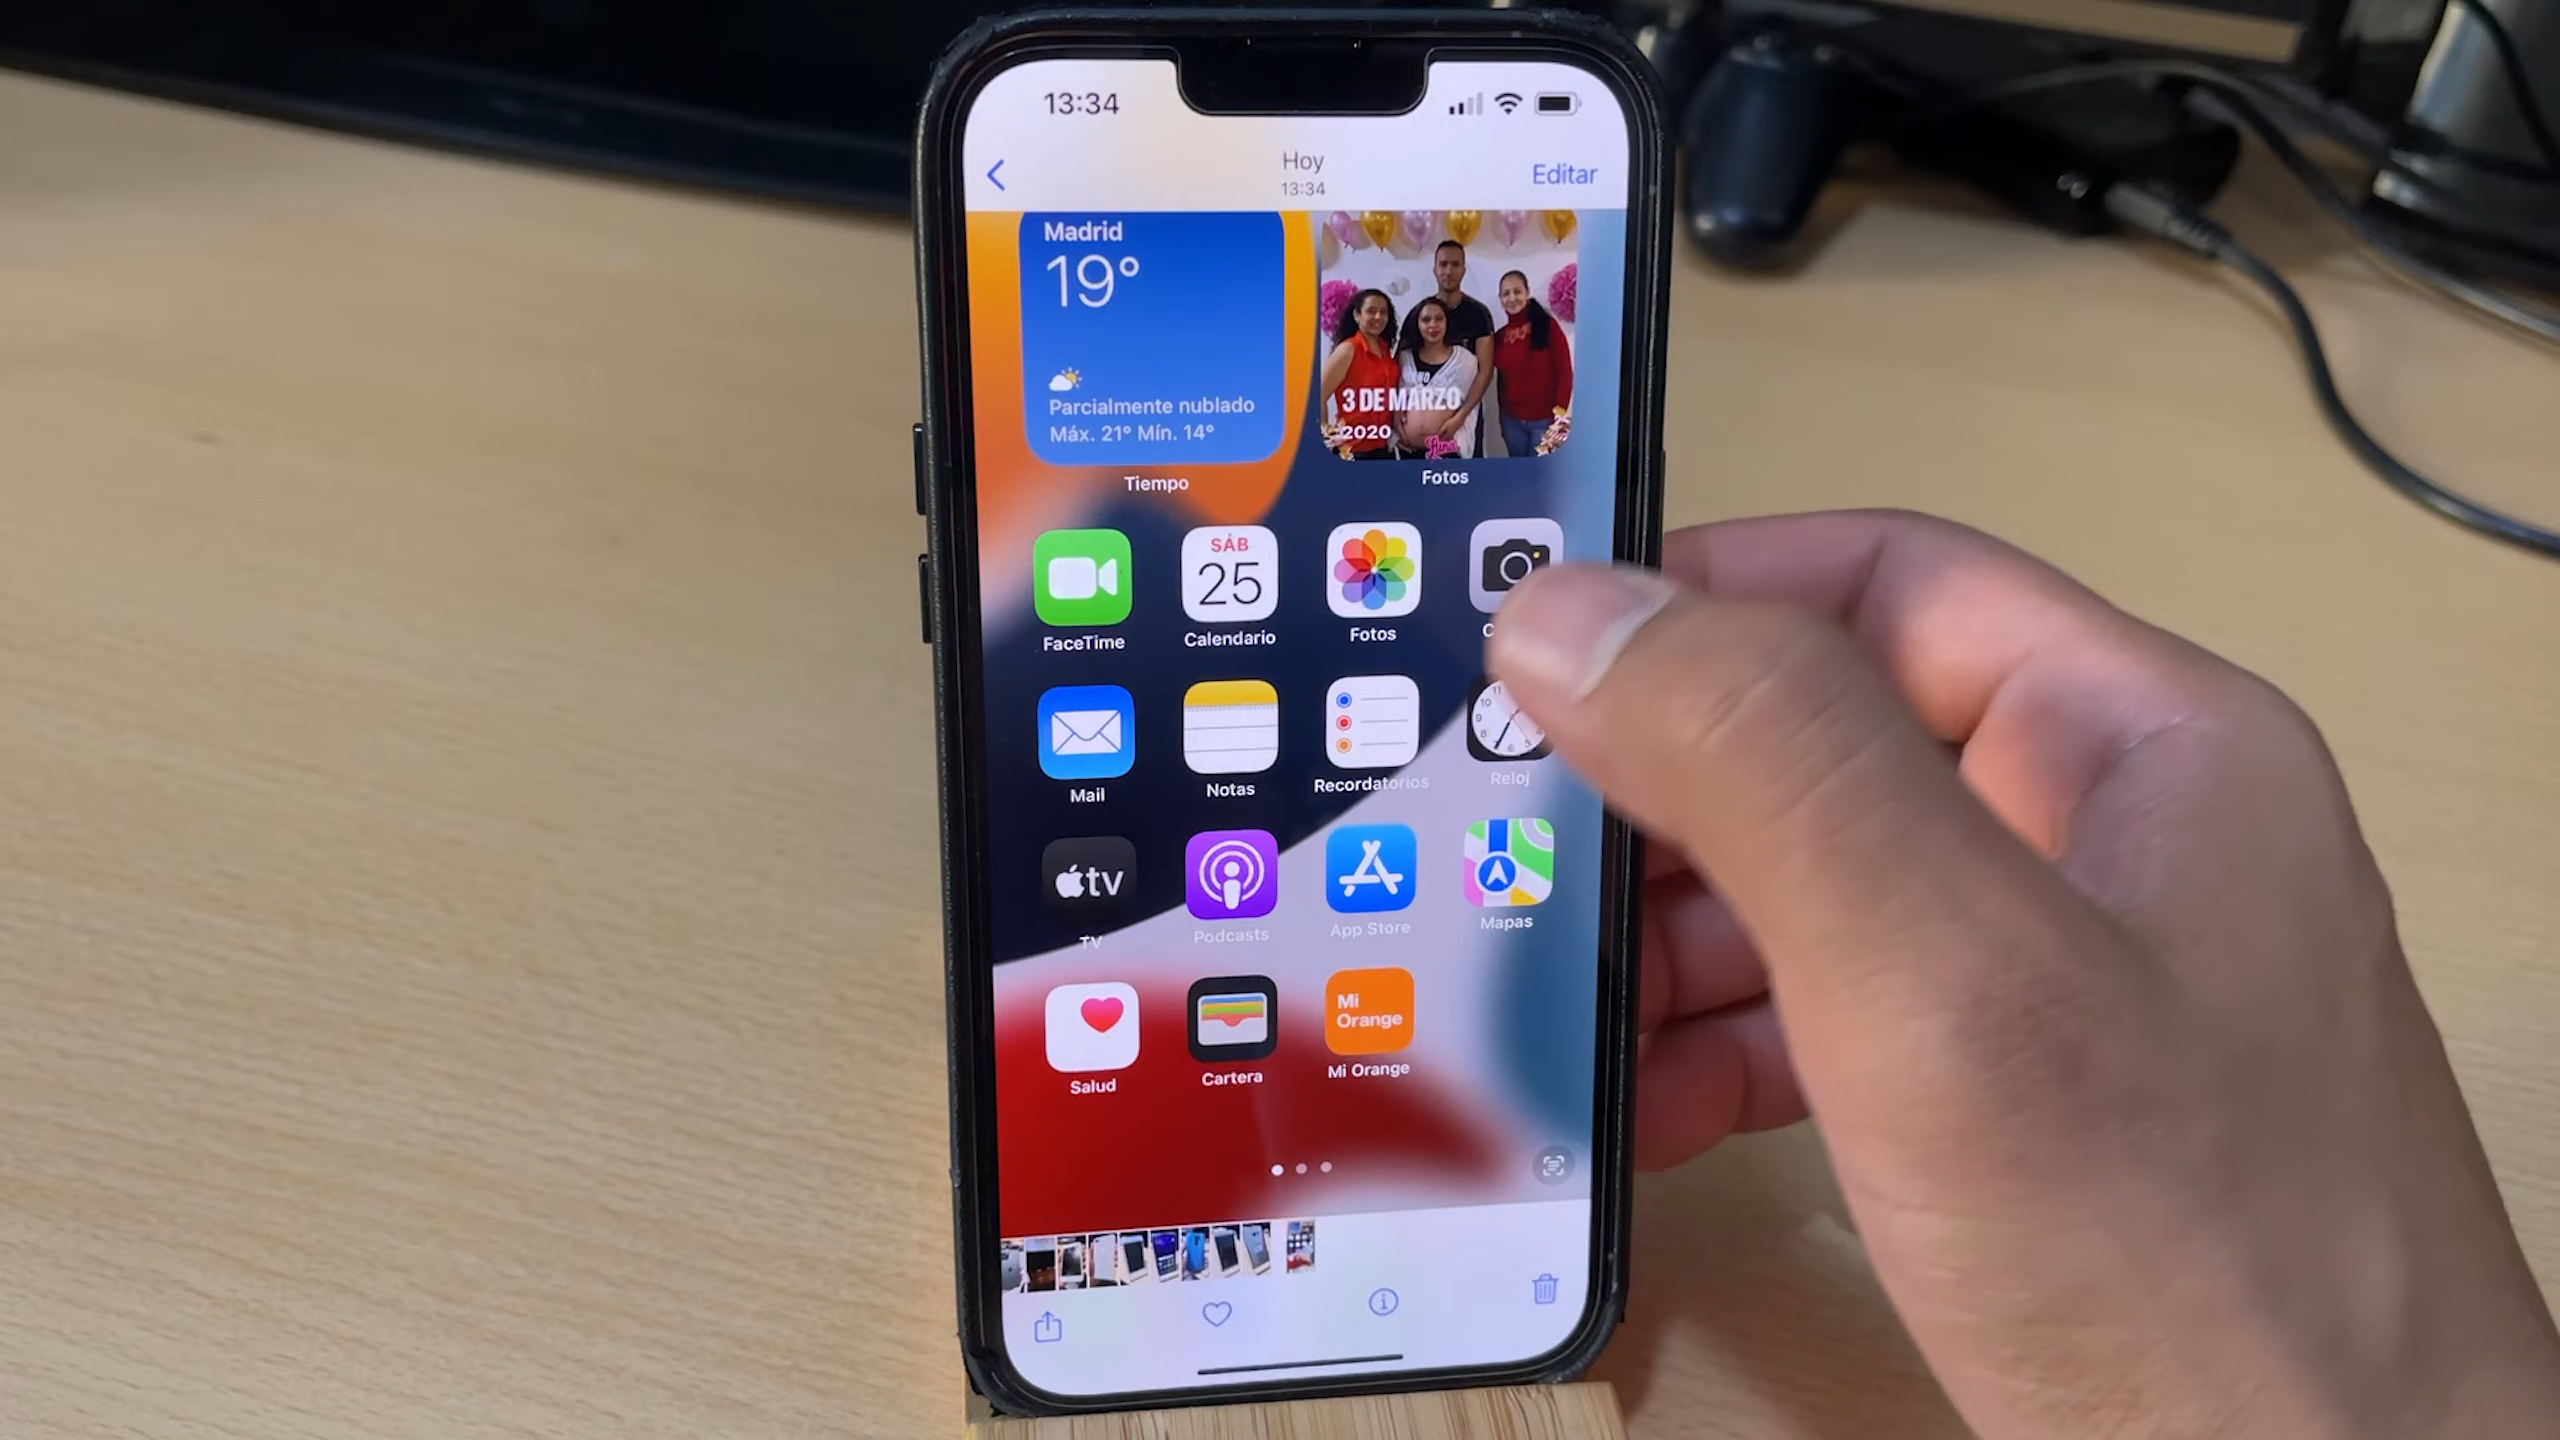 13:34
Hoy
13:34
Editar
Madrid
19°
Parcialmente nublado
Máx. 21° Mín. 14°
Tiempo
3 DE MARZO
2020
Luna
Fotos
SÁB
25
FaceTime
Calendario
Fotos
Mail
Notas
Recordatorios
Reloj
tv
TV
Podcasts
App Store
Mapas
Mi
Orange
Salud
Cartera
Mi Orange